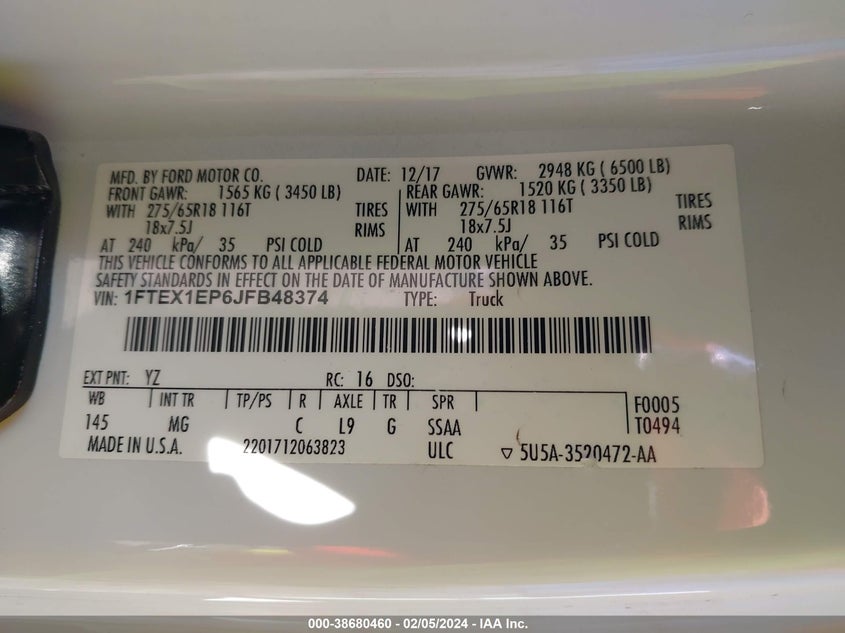 MFD. BY FORD MOTOR CO. DATE: 12/17 GVWR: 2948 KG ( 6500 LB)
FRONT GAWR: 1565 KG ( 3450 LB) REAR GAWR: 1520 KG ( 3350 LB)
WITH 275/65R18 116T TIRES WITH 275/65R18 116T TIRES
18x7.5J RIMS 18x7.5J RIMS
AT 240 kPa/ 35 PSI COLD AT 240 kPa/ 35 PSI COLD
THIS VEHICLE CONFORMS TO ALL APPLICABLE FEDERAL MOTOR VEHICLE
SAFETY STANDARDS IN EFFECT ON THE DATE OF MANUFACTURE SHOWN ABOVE.
VIN: 1FTEX1EP6JFB48374 TYPE: Truck
EXT PNT: YZ RC: 16 DSO:
WB INT TR TP/PS R AXLE TR SPR F0005
145 MG C L9 G SSAA T0494
MADE IN U.S.A. 2201712063823 ULC ▽ 5U5A-3520472-AA
000-38680460 - 02/05/2024 - IAA Inc.